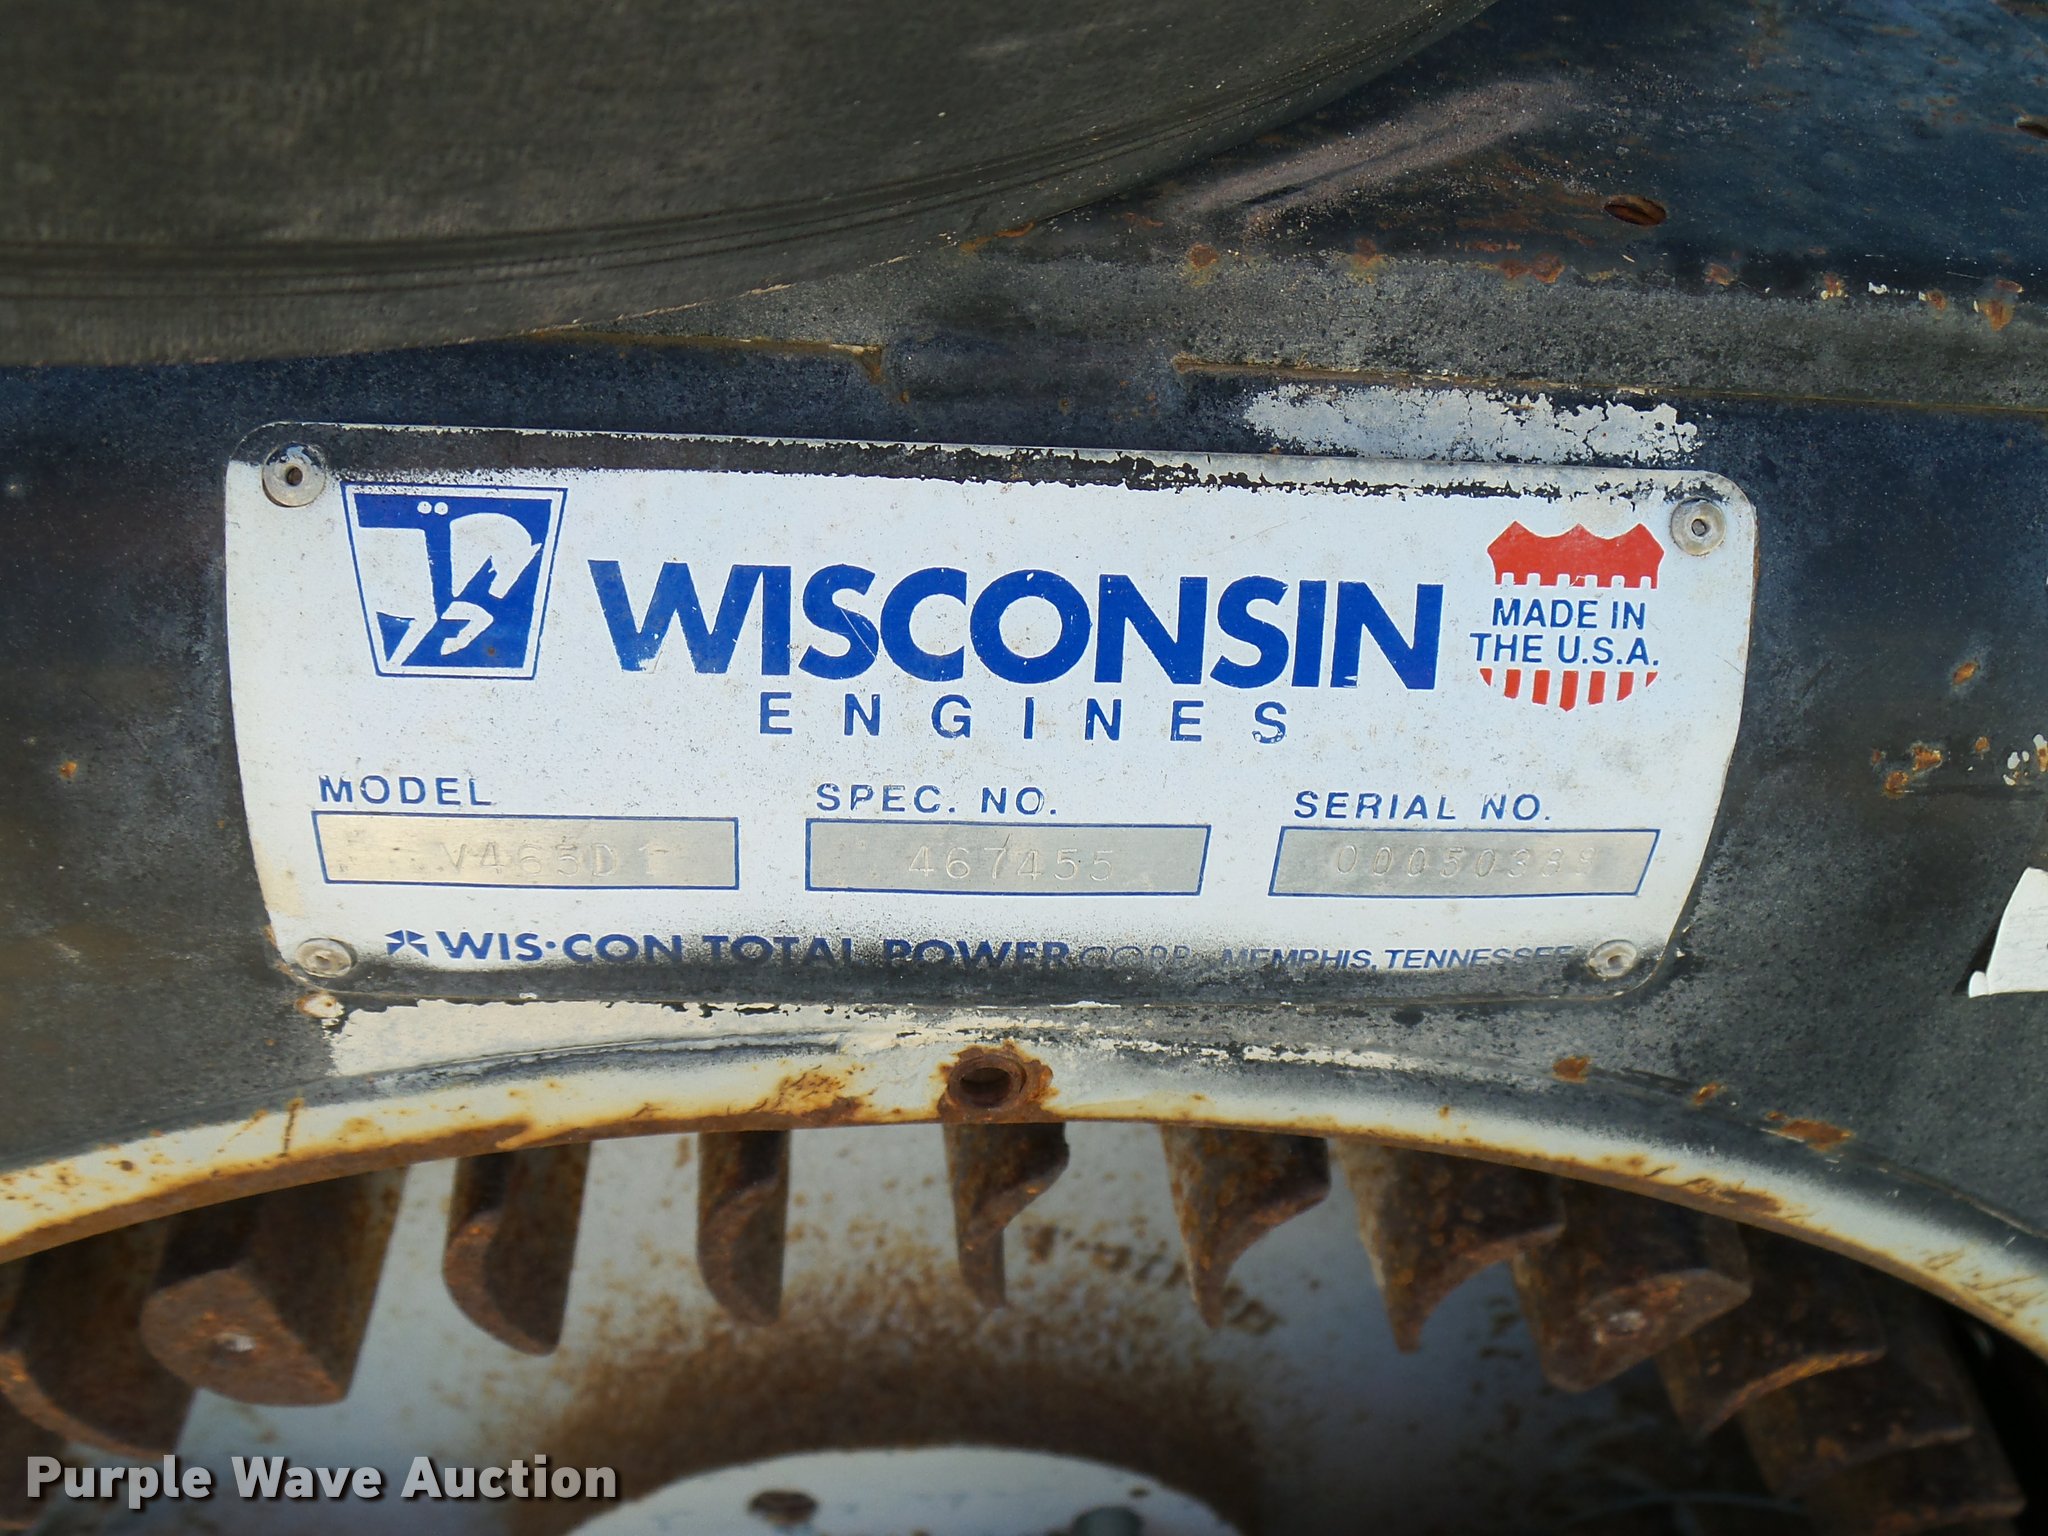 WISCONSIN
ENGINES
MADE IN
THE U.S.A.
MODEL SPEC. NO. SERIAL NO.
467455
WIS·CON TOTAL POWER CORP. MEMPHIS, TENNESSEE
Purple Wave Auction